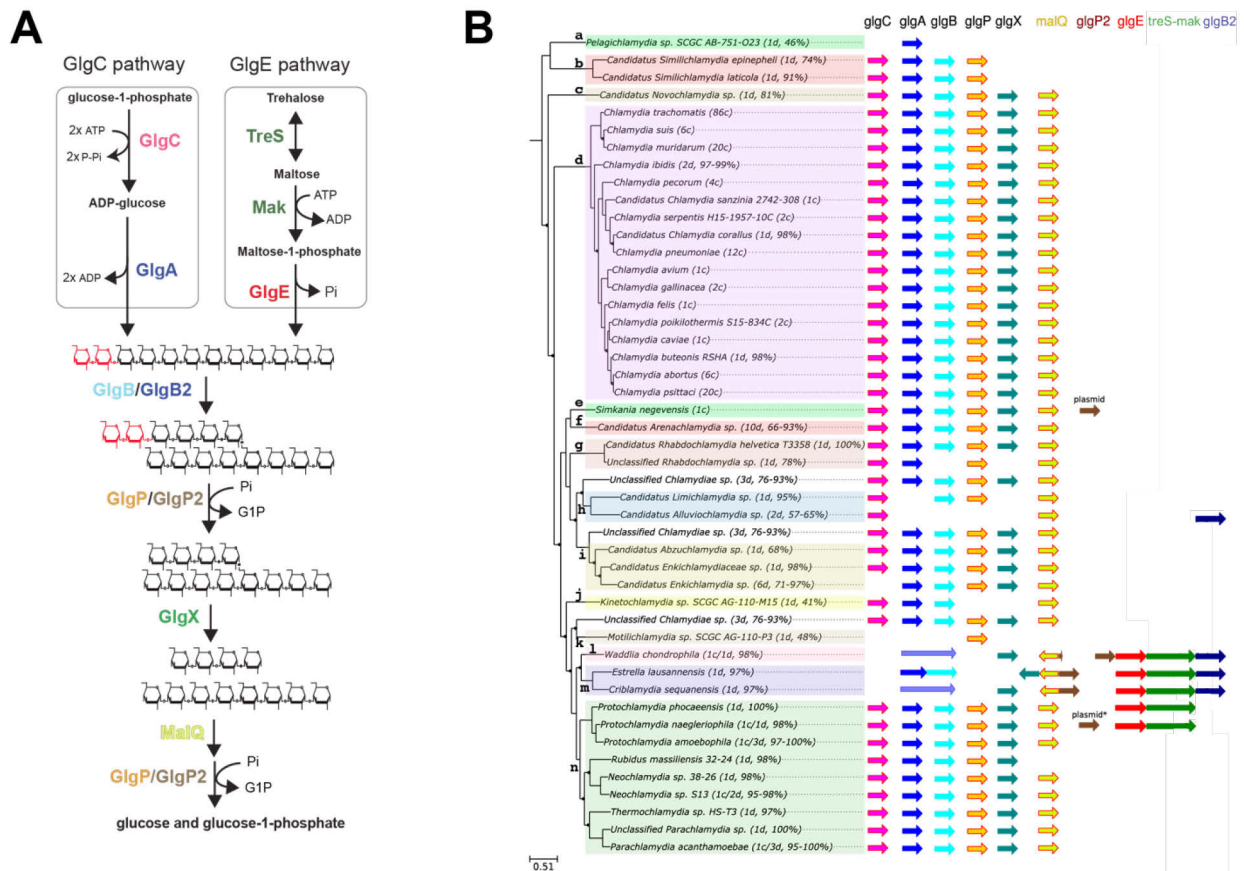 A
GlgC pathway
glucose-1-phosphate
2x ATP
GlgC
2x P-Pi
ADP-glucose
2x ADP
GlgA
GlgE pathway
Trehalose
TreS
Maltose
ATP
Mak
ADP
Maltose-1-phosphate
GlgE
Pi
GlgB/GlgB2
GlgP/GlgP2
Pi
G1P
GlgX
MalQ
GlgP/GlgP2
Pi
G1P
glucose and glucose-1-phosphate
B
glgC glgA glgB glgP glgX malQ glgP2 glgE treS-mak glgB2
a
Pelagichlamydia sp. SCGC AB-751-O23 (1d, 46%)
b
Candidatus Similichlamydia epinepheli (1d, 74%)
Candidatus Similichlamydia laticola (1d, 91%)
c
Candidatus Novochlamydia sp. (1d, 81%)
Chlamydia trachomatis (86c)
Chlamydia suis (6c)
Chlamydia muridarum (20c)
d
Chlamydia ibidis (2d, 97-99%)
Chlamydia pecorum (4c)
Candidatus Chlamydia sanzinia 2742-308 (1c)
Chlamydia serpentis H15-1957-10C (2c)
Candidatus Chlamydia corallus (1d, 98%)
Chlamydia pneumoniae (12c)
Chlamydia avium (1c)
Chlamydia gallinacea (2c)
Chlamydia felis (1c)
Chlamydia poikilothermis S15-834C (2c)
Chlamydia caviae (1c)
Chlamydia buteonis RSHA (1d, 98%)
Chlamydia abortus (6c)
Chlamydia psittaci (20c)
e
Simkania negevensis (1c)
plasmid
f
Candidatus Arenachlamydia sp. (10d, 66-93%)
g
Candidatus Rhabdochlamydia helvetica T3358 (1d, 100%)
Unclassified Rhabdochlamydia sp. (1d, 78%)
Unclassified Chlamydiae sp. (3d, 76-93%)
h
Candidatus Limichlamydia sp. (1d, 95%)
Candidatus Alluviochlamydia sp. (2d, 57-65%)
Unclassified Chlamydiae sp. (3d, 76-93%)
i
Candidatus Abzuchlamydia sp. (1d, 68%)
Candidatus Enkichlamydiaceae sp. (1d, 98%)
Candidatus Enkichlamydia sp. (6d, 71-97%)
j
Kinetochlamydia sp. SCGC AG-110-M15 (1d, 41%)
Unclassified Chlamydiae sp. (3d, 76-93%)
k
Motilichlamydia sp. SCGC AG-110-P3 (1d, 48%)
l
Waddlia chondrophila (1c/1d, 98%)
m
Estrella lausannensis (1d, 97%)
Criblamydia sequanensis (1d, 97%)
Protochlamydia phocaeensis (1d, 100%)
Protochlamydia naegleriophila (1c/1d, 98%)
plasmid*
Protochlamydia amoebophila (1c/3d, 97-100%)
n
Rubidus massiliensis 32-24 (1d, 98%)
Neochlamydia sp. 38-26 (1d, 98%)
Neochlamydia sp. S13 (1c/2d, 95-98%)
Thermochlamydia sp. HS-T3 (1d, 98%)
Unclassified Parachlamydia sp. (1d, 100%)
Parachlamydia acanthamoebae (1c/3d, 95-100%)
0.51